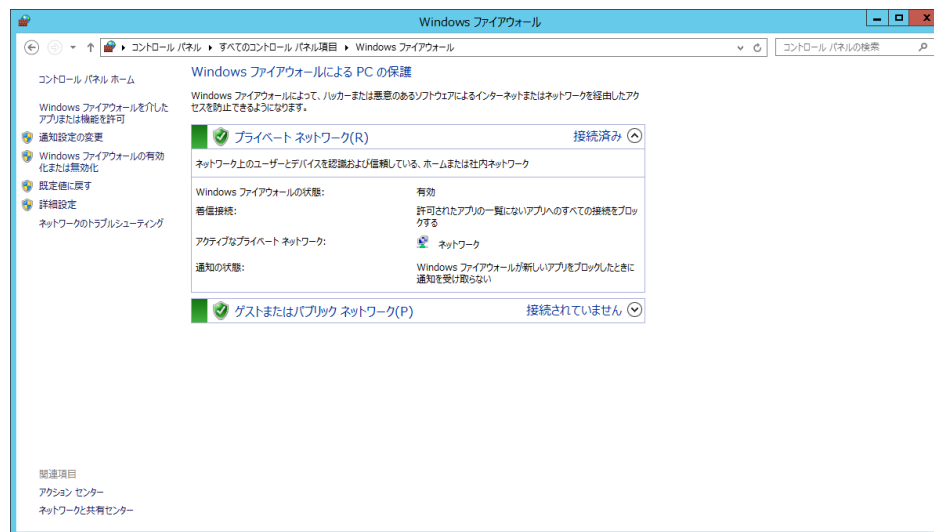 Windows ファイアウォール
コントロール パネル ▸ すべてのコントロール パネル項目 ▸ Windows ファイアウォール
コントロール パネルの検索
コントロール パネル ホーム
Windows ファイアウォールを介した
アプリまたは機能を許可
通知設定の変更
Windows ファイアウォールの有効
化または無効化
既定値に戻す
詳細設定
ネットワークのトラブルシューティング
Windows ファイアウォールによる PC の保護
Windows ファイアウォールによって、ハッカーまたは悪意のあるソフトウェアによるインターネットまたはネットワークを経由したアク
セスを防止できるようになります。
プライベート ネットワーク(R) 接続済み
ネットワーク上のユーザーとデバイスを認識および信頼している、ホームまたは社内ネットワーク
Windows ファイアウォールの状態: 有効
着信接続: 許可されたアプリの一覧にないアプリへのすべての接続をブロッ
クする
アクティブなプライベート ネットワーク: ネットワーク
通知の状態: Windows ファイアウォールが新しいアプリをブロックしたときに
通知を受け取らない
ゲストまたはパブリック ネットワーク(P) 接続されていません
関連項目
アクション センター
ネットワークと共有センター